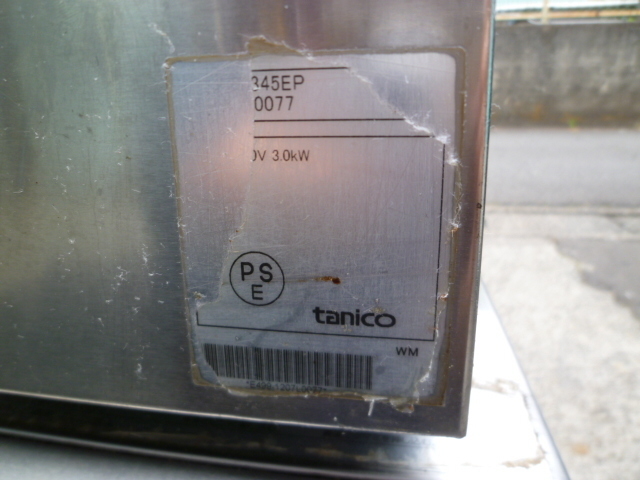 345EP
0077
0V 3.0kW
PS
E
tanico
WM